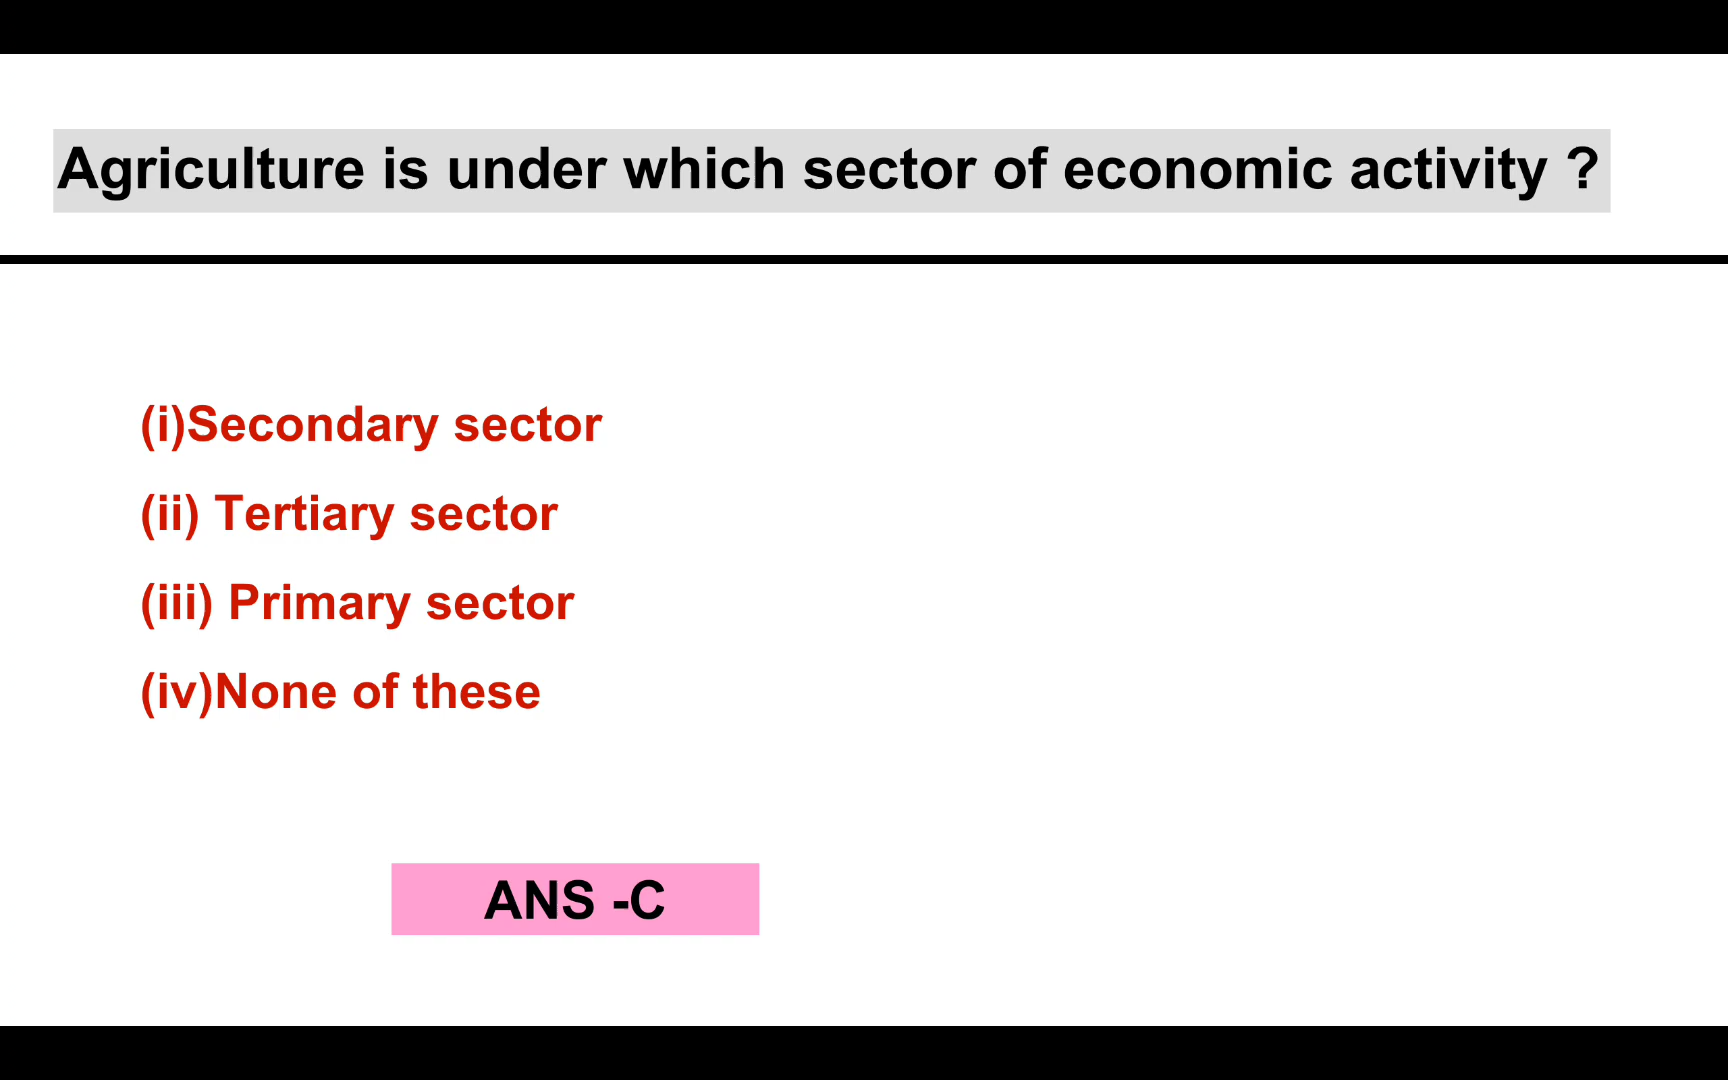 Agriculture is under which sector of economic activity ?
(i)Secondary sector
(ii) Tertiary sector
(iii) Primary sector
(iv)None of these
ANS -C